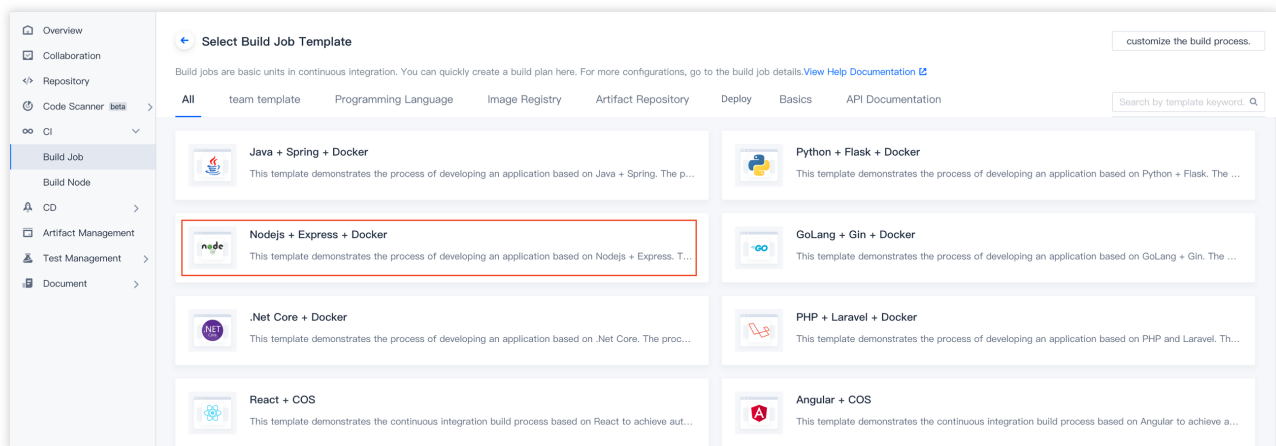 Overview
Collaboration
Repository
Code Scanner beta
CI
Build Job
Build Node
CD
Artifact Management
Test Management
Document
Select Build Job Template
customize the build process.
Build jobs are basic units in continuous integration. You can quickly create a build plan here. For more configurations, go to the build job details.View Help Documentation
All team template Programming Language Image Registry Artifact Repository Deploy Basics API Documentation
Search by template keyword.
Java + Spring + Docker
This template demonstrates the process of developing an application based on Java + Spring. The p...
Python + Flask + Docker
This template demonstrates the process of developing an application based on Python + Flask. The ...
node
Nodejs + Express + Docker
This template demonstrates the process of developing an application based on Nodejs + Express. T...
GO
GoLang + Gin + Docker
This template demonstrates the process of developing an application based on GoLang + Gin. The ...
.NET
Core
.Net Core + Docker
This template demonstrates the process of developing an application based on .Net Core. The proc...
PHP + Laravel + Docker
This template demonstrates the process of developing an application based on PHP and Laravel. Th...
React + COS
This template demonstrates the continuous integration build process based on React to achieve aut...
A
Angular + COS
This template demonstrates the continuous integration build process based on Angular to achieve a...